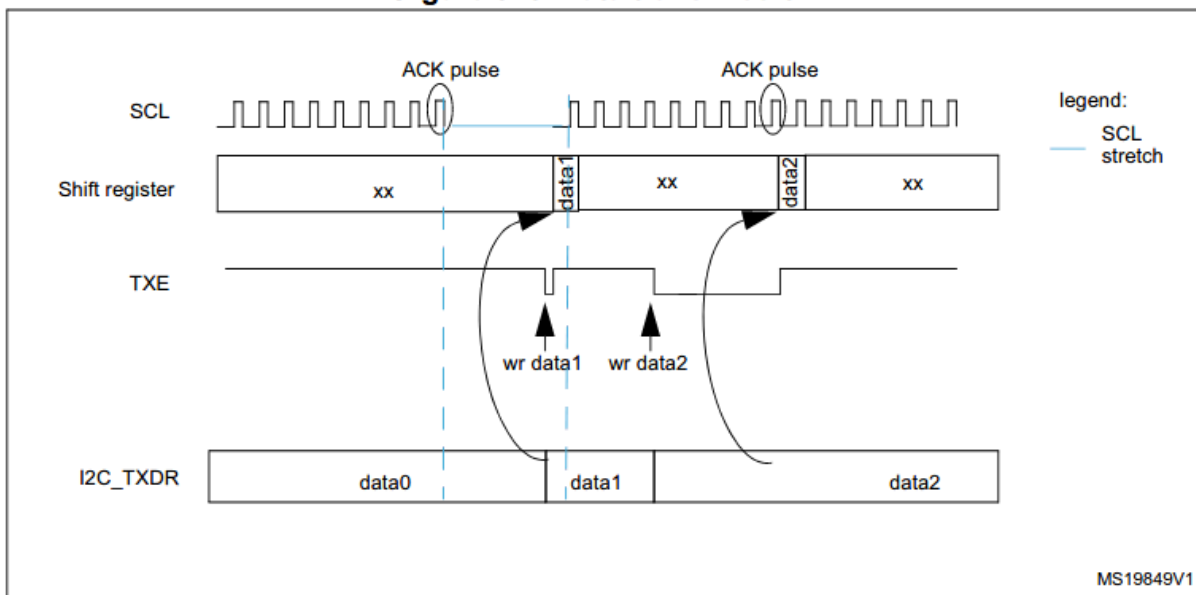 ACK pulse ACK pulse
SCL
legend:
SCL
stretch
Shift register xx data1 xx data2 xx
TXE
wr data1 wr data2
I2C_TXDR data0 data1 data2
MS19849V1